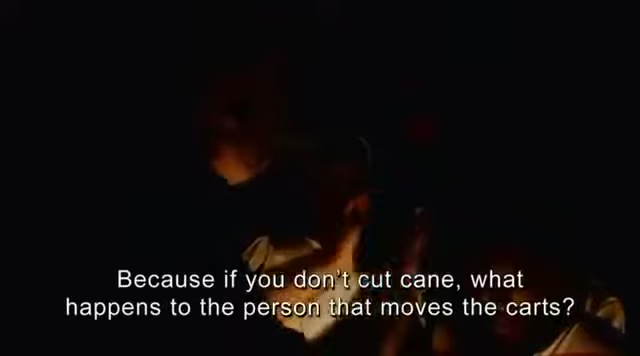 Because if you don't cut cane, what
happens to the person that moves the carts?